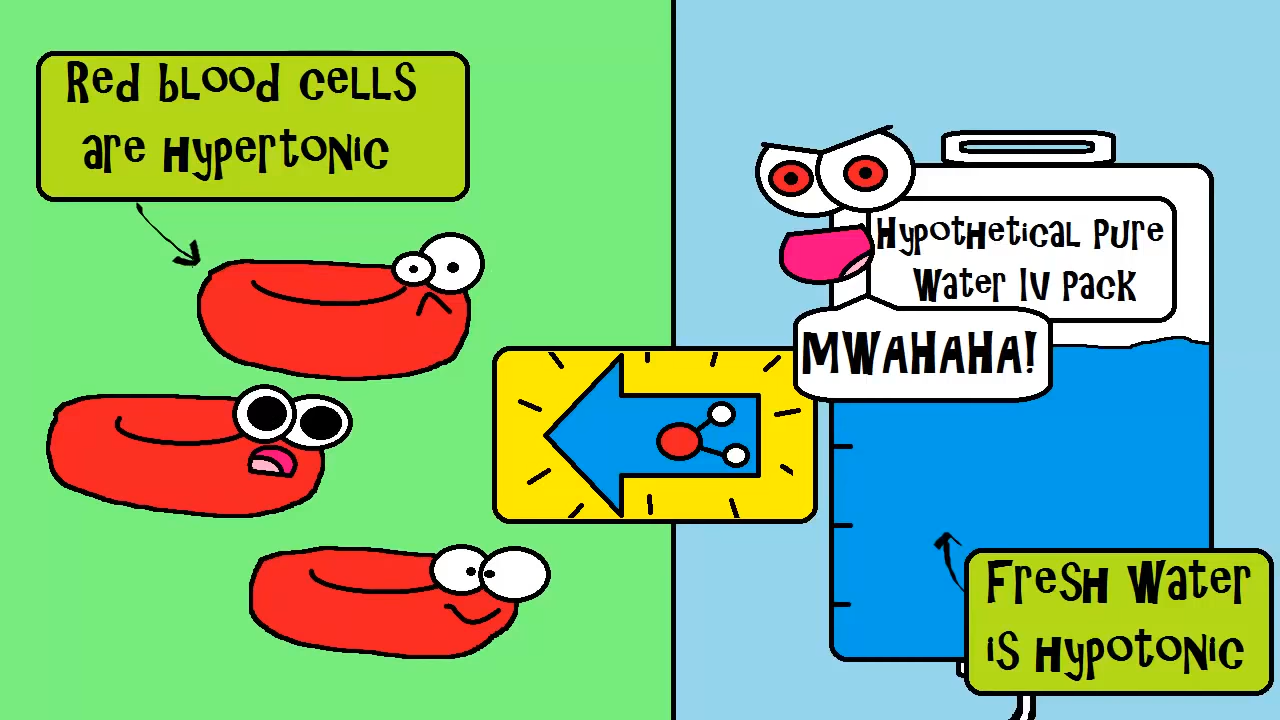 Red blood cells
are Hypertonic
Hypothetical Pure
Water IV Pack
MWAHAHA!
Fresh Water
is Hypotonic